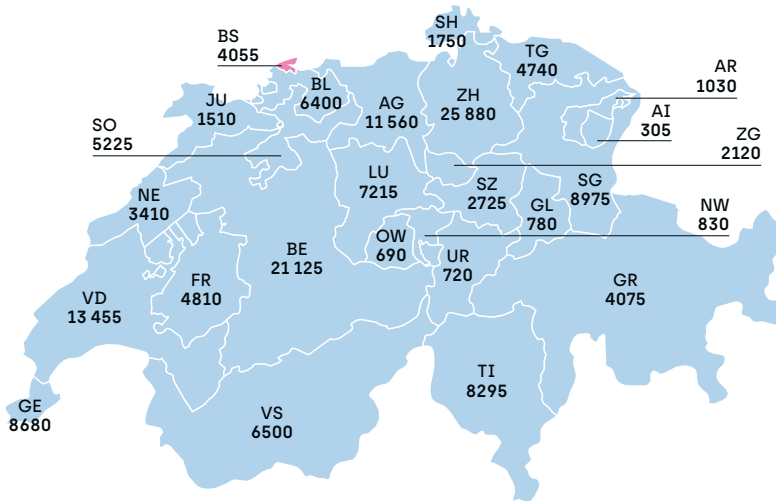 SH
1750
BS
4055
TG
4740
AR
1030
BL
6400
JU
1510
AG
11 560
ZH
25 880
AI
305
SO
5225
ZG
2120
LU
7215
SZ
2725
SG
8975
NE
3410
GL
780
NW
830
OW
690
BE
21 125
UR
720
FR
4810
GR
4075
VD
13 455
TI
8295
GE
8680
VS
6500